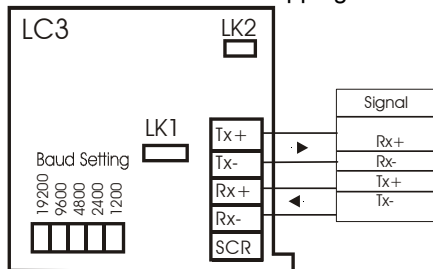 LC3
LK2
LK1
Baud Setting
19200
9600
4800
2400
1200
Tx+
Tx-
Rx+
Rx-
SCR
Signal
Rx+
Rx-
Tx+
Tx-